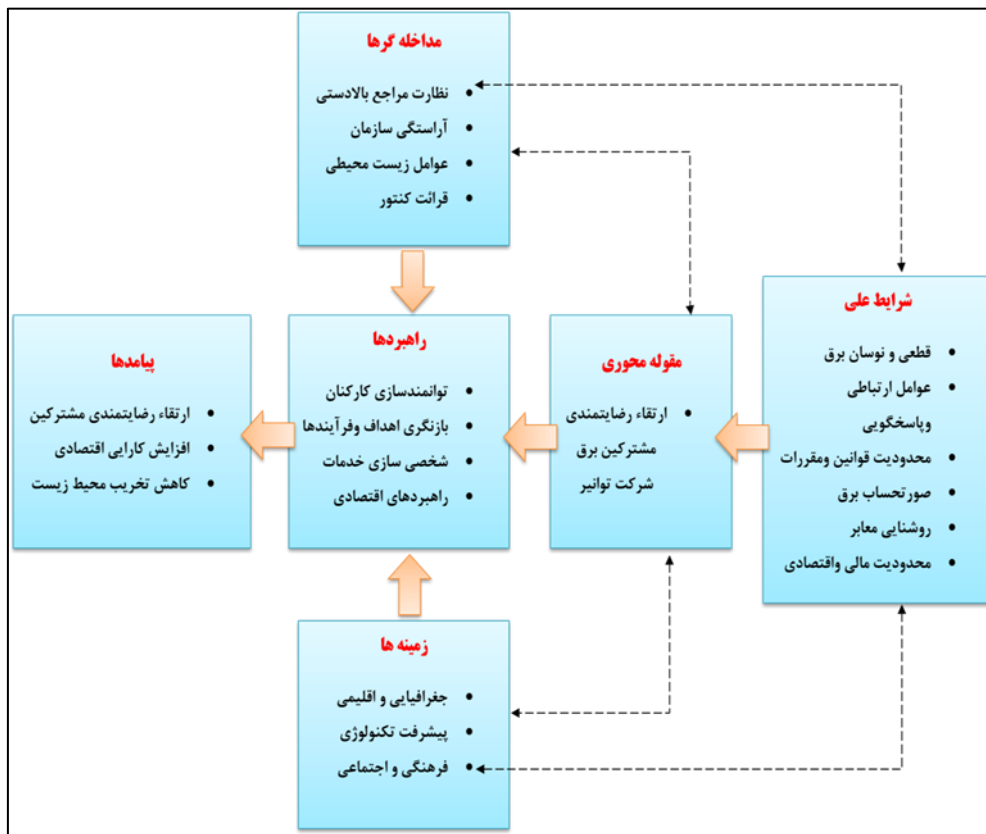 مداخله گرها
نظارت مراجع بالادستی
آراستگی سازمان
عوامل زیست محیطی
قرائت کنتور
شرایط علی
قطعی و نوسان برق
عوامل ارتباطی
وپاسخگویی
محدودیت قوانین ومقررات
صورتحساب برق
روشنایی معابر
محدودیت مالی واقتصادی
مقوله محوری
ارتقاء رضایتمندی
مشترکین برق
شرکت توانیر
راهبردها
توانمندسازی کارکنان
بازنگری اهداف وفرآیندها
شخصی سازی خدمات
راهبردهای اقتصادی
پیامدها
ارتقاء رضایتمندی مشترکین
افزایش کارایی اقتصادی
کاهش تخریب محیط زیست
زمینه ها
جغرافیایی و اقلیمی
پیشرفت تکنولوژی
فرهنگی و اجتماعی